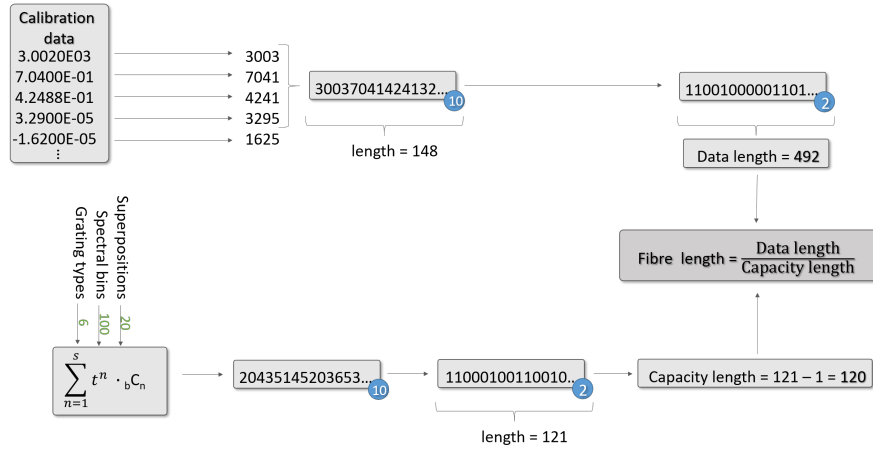 Calibration
data
3.0020E03
7.0400E-01
4.2488E-01
3.2900E-05
-1.6200E-05
⋮
3003
7041
4241
3295
1625
30037041424132...
10
length = 148
11001000001101...
2
Data length = 492
Fibre length = Data length
Capacity length
Superpositions
Spectral bins
Grating types
6
100
20
s
∑ tⁿ · bCn
n=1
20435145203653...
10
11000100110010...
2
length = 121
Capacity length = 121 – 1 = 120